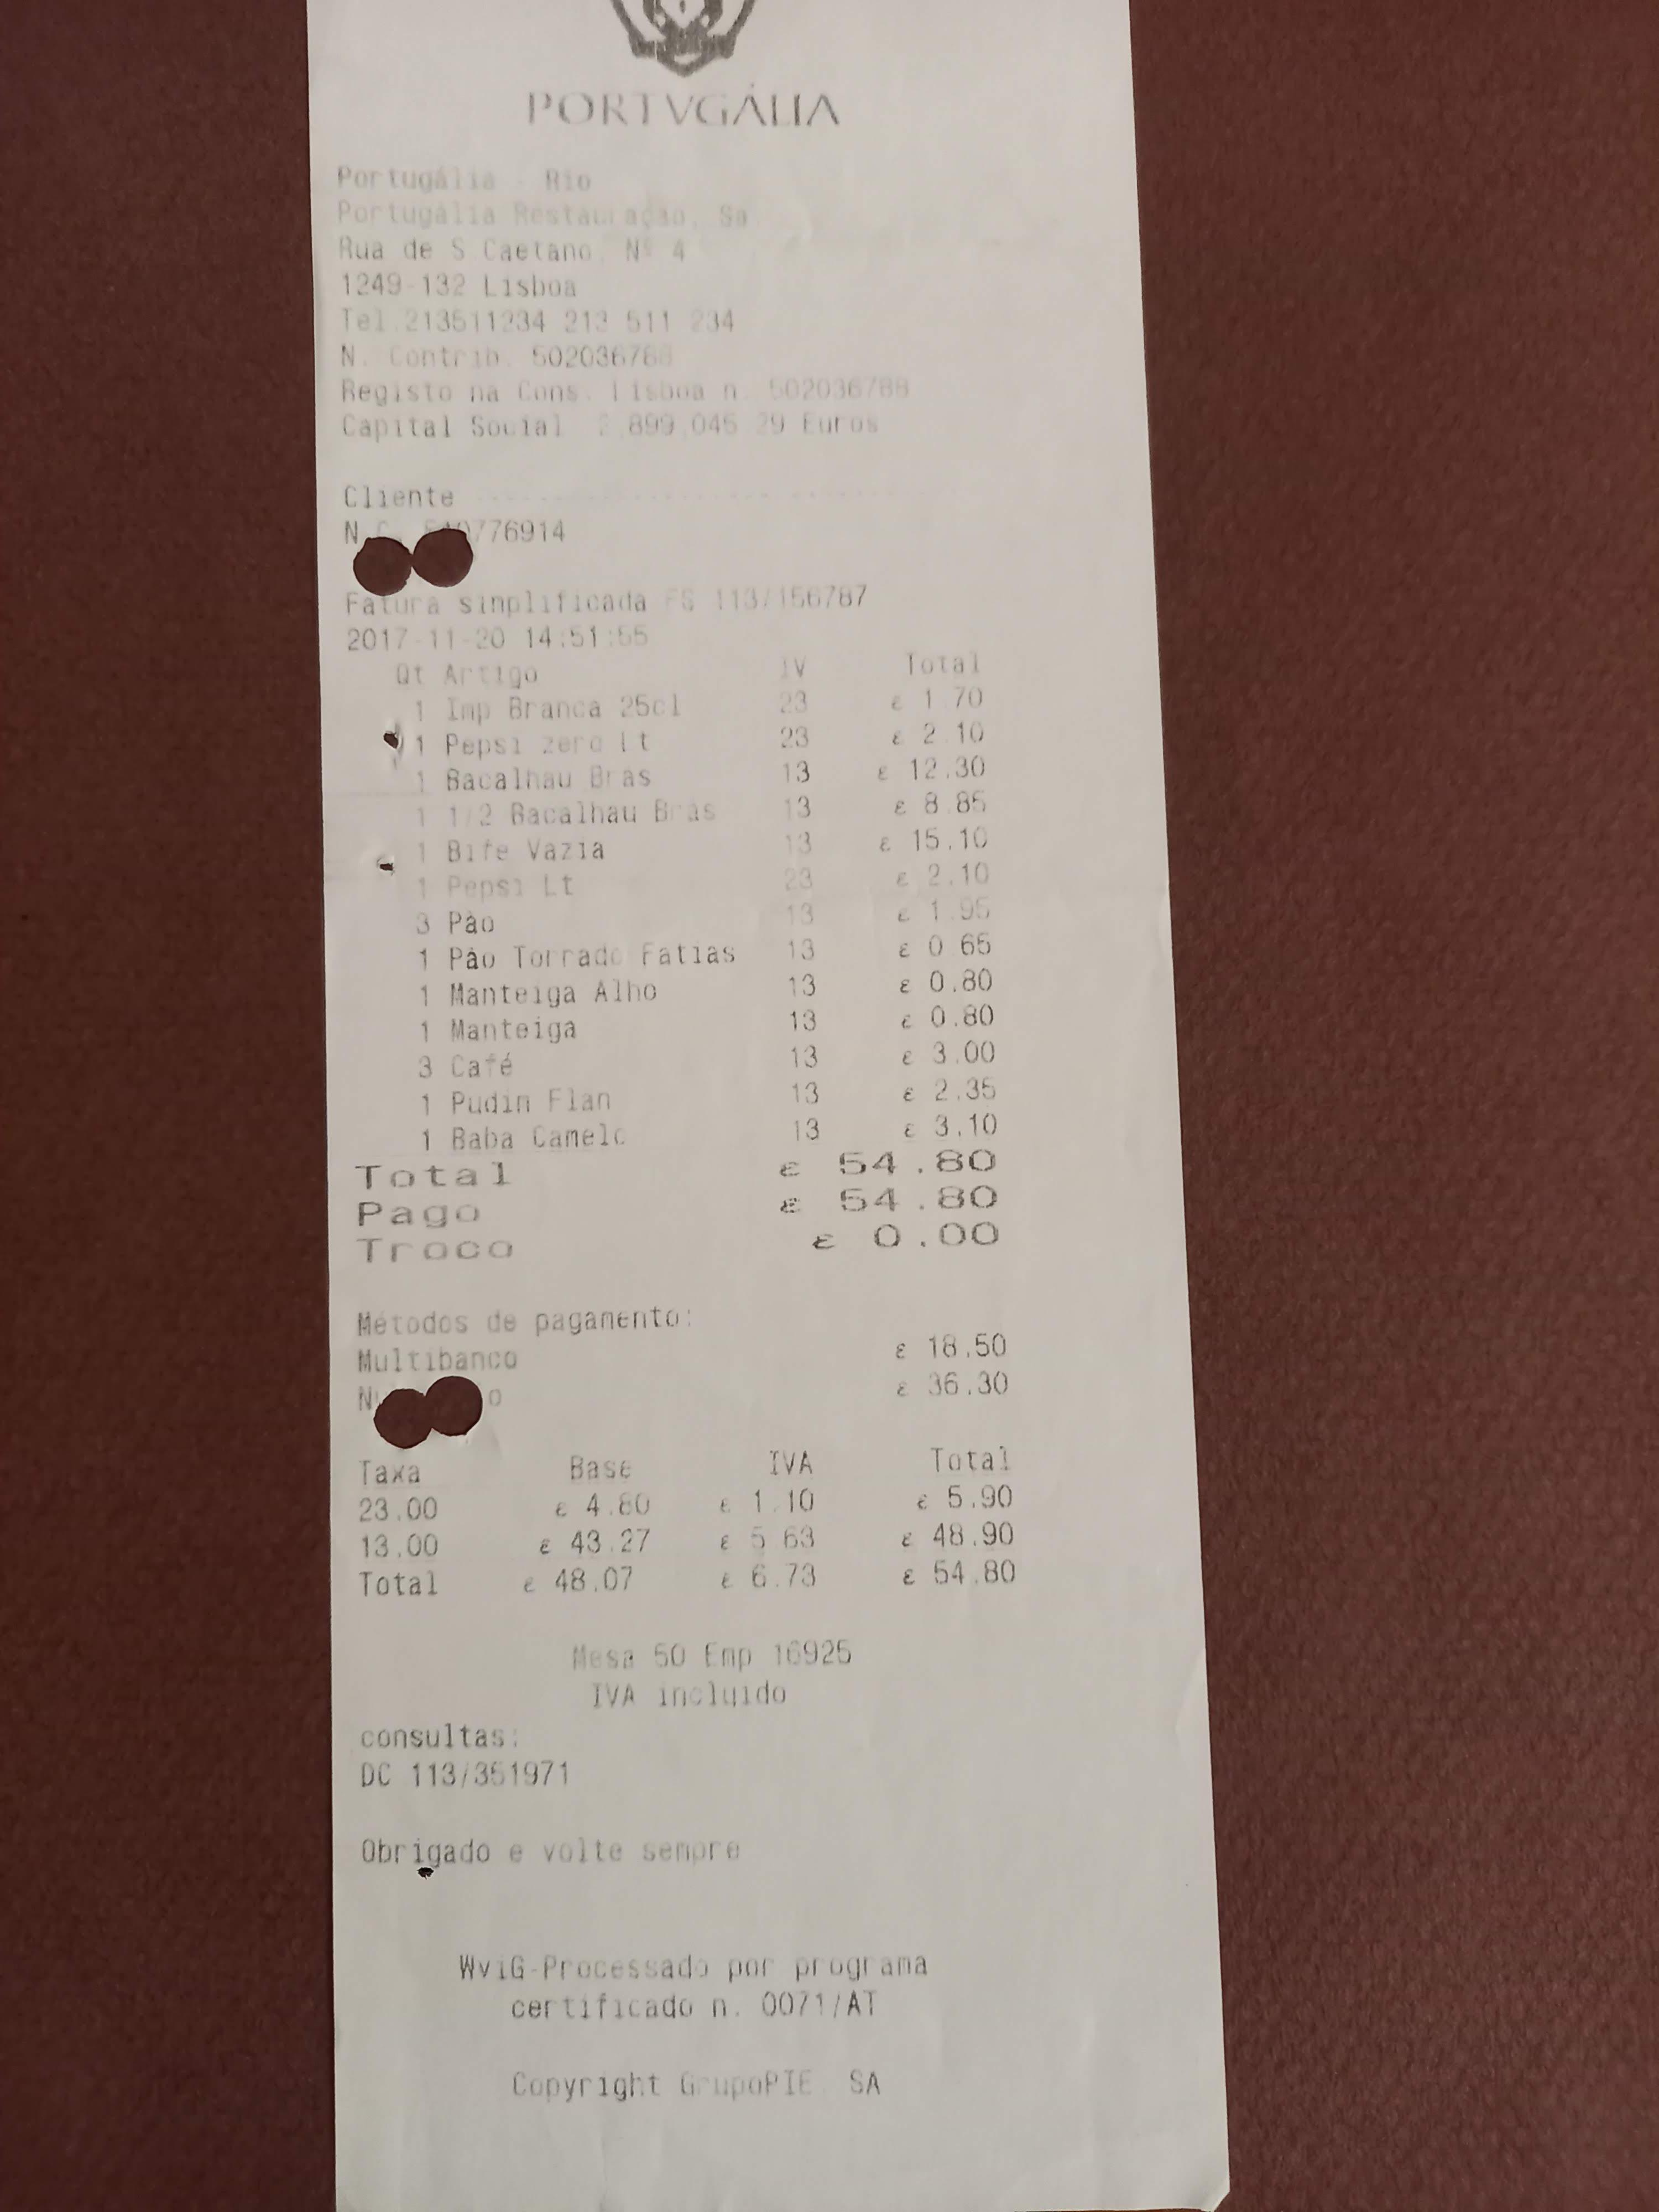 PORTVGÁLIA
Portugália - Rio
Portugália Restauração, Sa
Rua de S Caetano, Nº 4
1249-132 Lisboa
Tel.213511234 213 511 234
N. Contrib. 502036788
Registo na Cons. Lisboa n. 502036788
Capital Social 2.899.045 29 Euros
Cliente
776914
Fatura simplificada FS 113/156787
2017-11-20 14:51:55
Qt Artigo IV Total
1 Imp Branca 25cl 23 € 1.70
1 Pepsi zero Lt 23 € 2.10
1 Bacalhau Bras 13 € 12.30
1 1/2 Bacalhau Bras 13 € 8.85
1 Bife Vazia 13 € 15.10
1 Pepsi Lt 23 € 2.10
3 Pão 13 € 1.95
1 Pão Torrado Fatias 13 € 0.65
1 Manteiga Alho 13 € 0.80
1 Manteiga 13 € 0.80
3 Café 13 € 3.00
1 Pudim Flan 13 € 2.35
1 Baba Camelo 13 € 3.10
Total € 54.80
Pago € 54.80
Troco € 0.00
Métodos de pagamento:
Multibanco € 18.50
€ 36.30
Taxa Base IVA Total
23.00 € 4.80 € 1.10 € 5.90
13.00 € 43.27 € 5.63 € 48.90
Total € 48.07 € 6.73 € 54.80
Mesa 50 Emp 16925
IVA incluido
consultas:
DC 113/351971
Obrigado e volte sempre
WviG-Processado por programa
certificado n. 0071/AT
Copyright GrupoPIE, SA